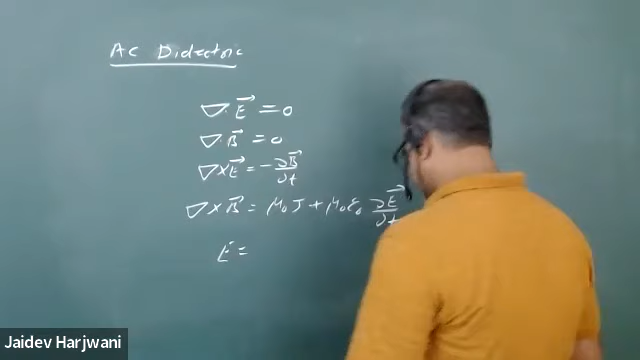 AC Dielectric
∇·E⃗ = 0
∇·B⃗ = 0
∇×E⃗ = -∂B⃗/∂t
∇×B⃗ = μ₀J + μ₀ε₀ ∂E⃗/∂t
E =
Jaidev Harjwani